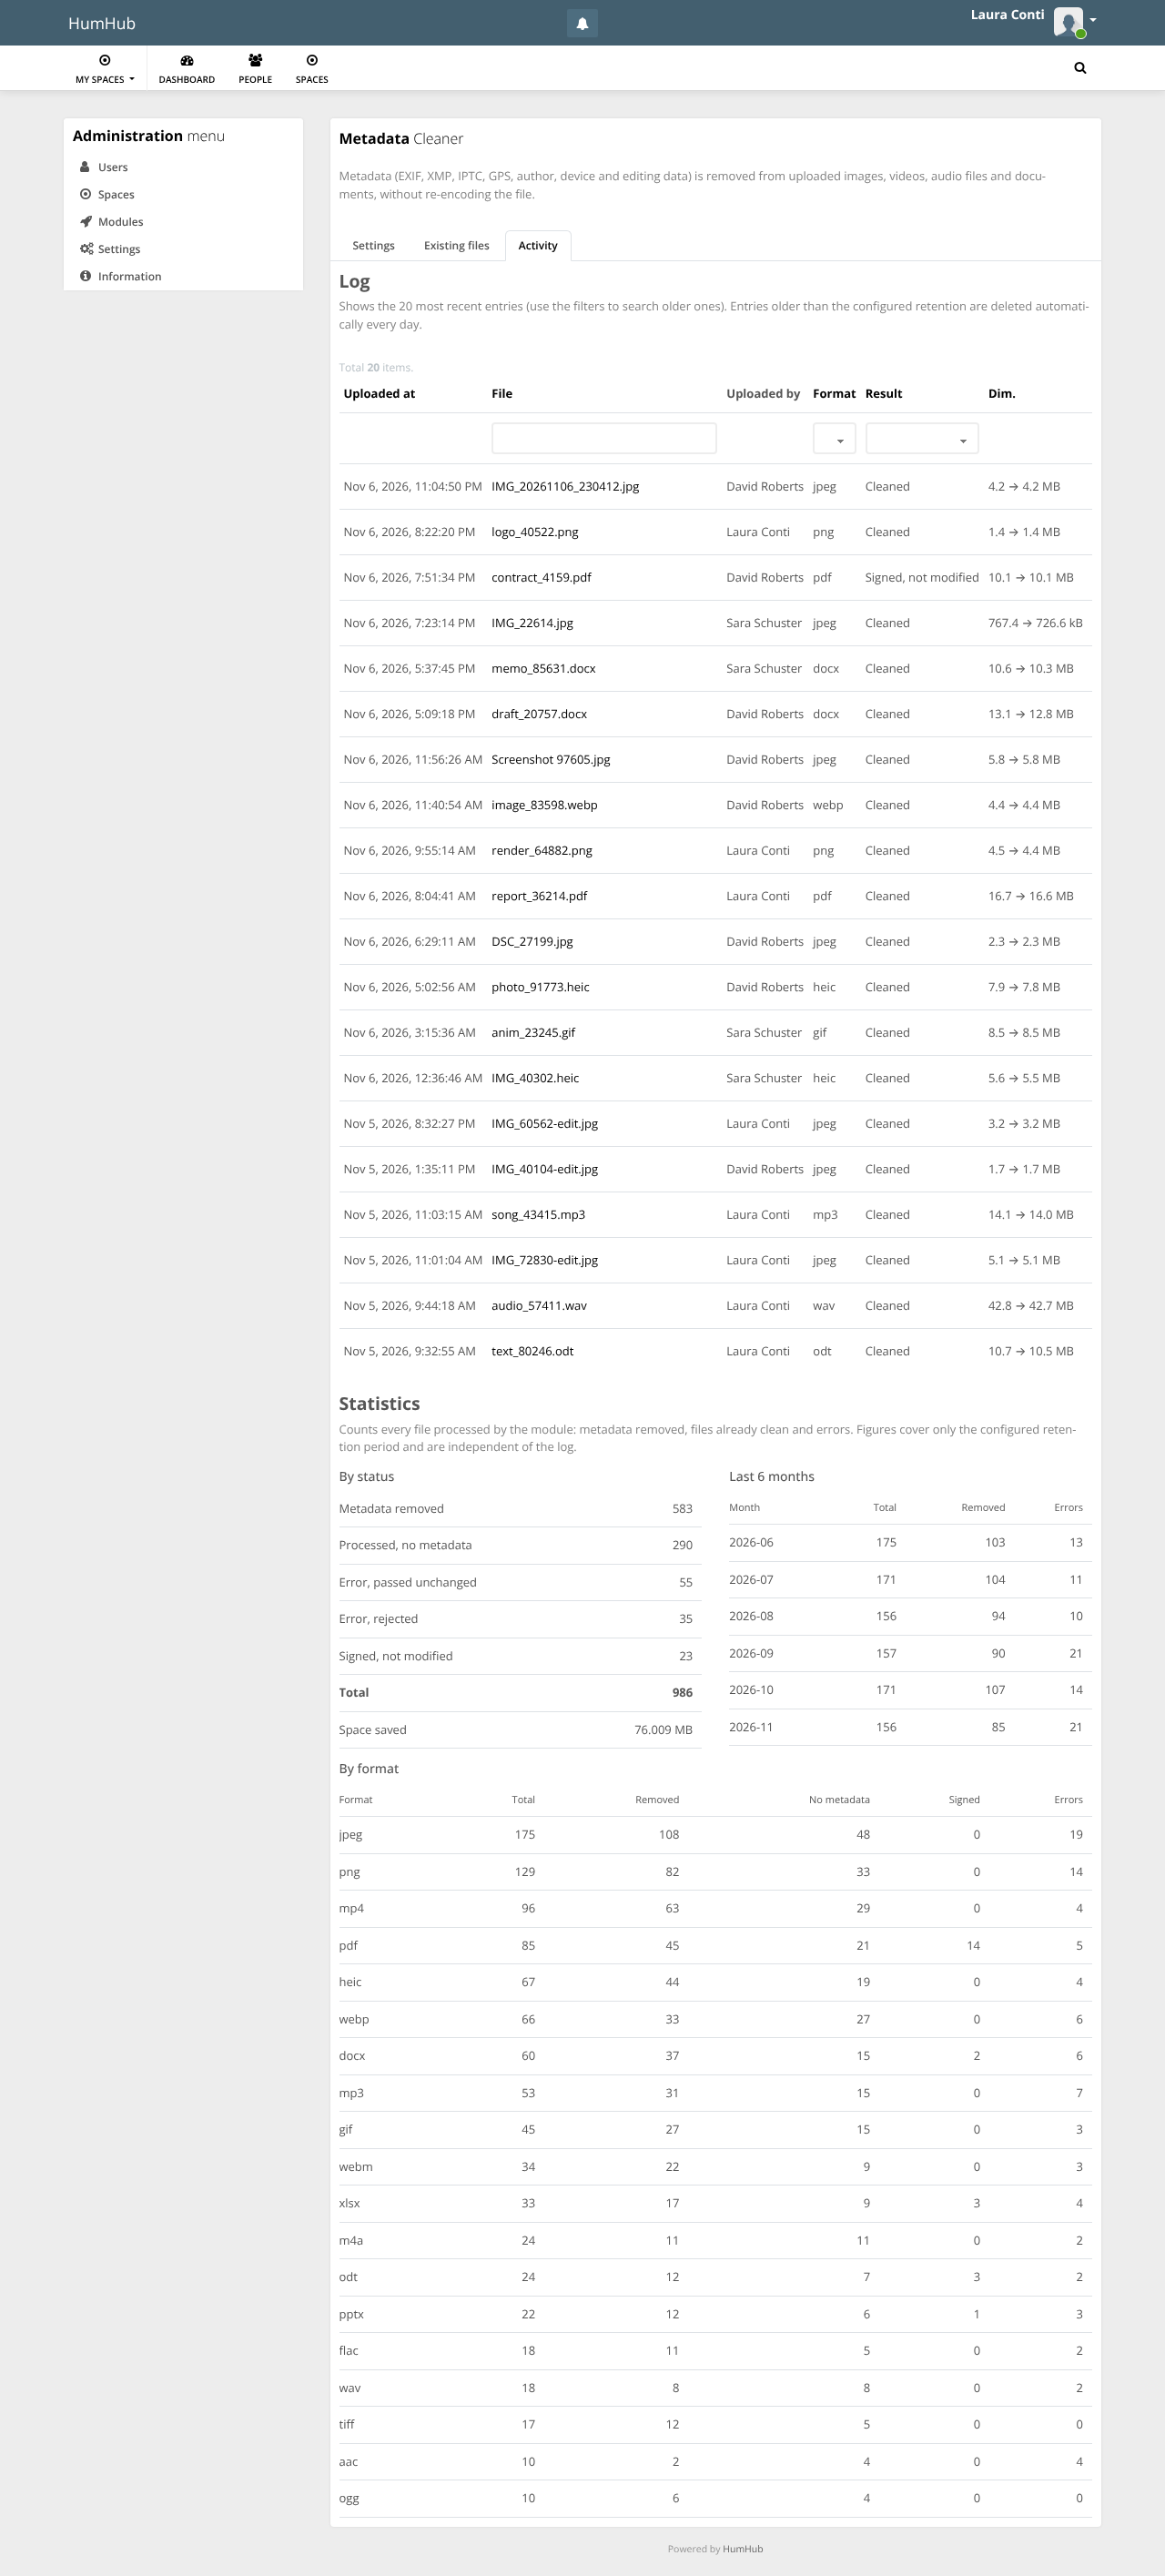 HumHub
Laura Conti
MY SPACES
DASHBOARD
PEOPLE
SPACES
Administration menu
Users
Spaces
Modules
Settings
Information
Metadata Cleaner
Metadata (EXIF, XMP, IPTC, GPS, author, device and editing data) is removed from uploaded images, videos, audio files and docu-
ments, without re-encoding the file.
Settings Existing files Activity
Log
Shows the 20 most recent entries (use the filters to search older ones). Entries older than the configured retention are deleted automati-
cally every day.
Total 20 items.
Uploaded at File Uploaded by Format Result Dim.
Nov 6, 2026, 11:04:50 PM IMG_20261106_230412.jpg David Roberts jpeg Cleaned 4.2 → 4.2 MB
Nov 6, 2026, 8:22:20 PM logo_40522.png Laura Conti png Cleaned 1.4 → 1.4 MB
Nov 6, 2026, 7:51:34 PM contract_4159.pdf David Roberts pdf Signed, not modified 10.1 → 10.1 MB
Nov 6, 2026, 7:23:14 PM IMG_22614.jpg Sara Schuster jpeg Cleaned 767.4 → 726.6 kB
Nov 6, 2026, 5:37:45 PM memo_85631.docx Sara Schuster docx Cleaned 10.6 → 10.3 MB
Nov 6, 2026, 5:09:18 PM draft_20757.docx David Roberts docx Cleaned 13.1 → 12.8 MB
Nov 6, 2026, 11:56:26 AM Screenshot 97605.jpg David Roberts jpeg Cleaned 5.8 → 5.8 MB
Nov 6, 2026, 11:40:54 AM image_83598.webp David Roberts webp Cleaned 4.4 → 4.4 MB
Nov 6, 2026, 9:55:14 AM render_64882.png Laura Conti png Cleaned 4.5 → 4.4 MB
Nov 6, 2026, 8:04:41 AM report_36214.pdf Laura Conti pdf Cleaned 16.7 → 16.6 MB
Nov 6, 2026, 6:29:11 AM DSC_27199.jpg David Roberts jpeg Cleaned 2.3 → 2.3 MB
Nov 6, 2026, 5:02:56 AM photo_91773.heic David Roberts heic Cleaned 7.9 → 7.8 MB
Nov 6, 2026, 3:15:36 AM anim_23245.gif Sara Schuster gif Cleaned 8.5 → 8.5 MB
Nov 6, 2026, 12:36:46 AM IMG_40302.heic Sara Schuster heic Cleaned 5.6 → 5.5 MB
Nov 5, 2026, 8:32:27 PM IMG_60562-edit.jpg Laura Conti jpeg Cleaned 3.2 → 3.2 MB
Nov 5, 2026, 1:35:11 PM IMG_40104-edit.jpg David Roberts jpeg Cleaned 1.7 → 1.7 MB
Nov 5, 2026, 11:03:15 AM song_43415.mp3 Laura Conti mp3 Cleaned 14.1 → 14.0 MB
Nov 5, 2026, 11:01:04 AM IMG_72830-edit.jpg Laura Conti jpeg Cleaned 5.1 → 5.1 MB
Nov 5, 2026, 9:44:18 AM audio_57411.wav Laura Conti wav Cleaned 42.8 → 42.7 MB
Nov 5, 2026, 9:32:55 AM text_80246.odt Laura Conti odt Cleaned 10.7 → 10.5 MB
Statistics
Counts every file processed by the module: metadata removed, files already clean and errors. Figures cover only the configured reten-
tion period and are independent of the log.
By status
Metadata removed 583
Processed, no metadata 290
Error, passed unchanged 55
Error, rejected 35
Signed, not modified 23
Total 986
Space saved 76.009 MB
Last 6 months
Month Total Removed Errors
2026-06 175 103 13
2026-07 171 104 11
2026-08 156 94 10
2026-09 157 90 21
2026-10 171 107 14
2026-11 156 85 21
By format
Format Total Removed No metadata Signed Errors
jpeg 175 108 48 0 19
png 129 82 33 0 14
mp4 96 63 29 0 4
pdf 85 45 21 14 5
heic 67 44 19 0 4
webp 66 33 27 0 6
docx 60 37 15 2 6
mp3 53 31 15 0 7
gif 45 27 15 0 3
webm 34 22 9 0 3
xlsx 33 17 9 3 4
m4a 24 11 11 0 2
odt 24 12 7 3 2
pptx 22 12 6 1 3
flac 18 11 5 0 2
wav 18 8 8 0 2
tiff 17 12 5 0 0
aac 10 2 4 0 4
ogg 10 6 4 0 0
Powered by HumHub